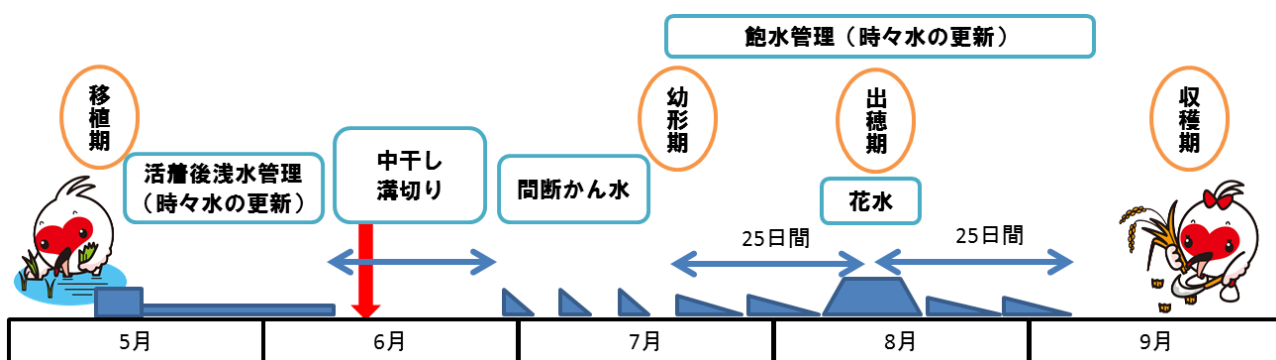 飽水管理（時々水の更新）
移植期
幼形期
出穂期
収穫期
活着後浅水管理
（時々水の更新）
中干し
溝切り
間断かん水
花水
25日間
25日間
5月
6月
7月
8月
9月